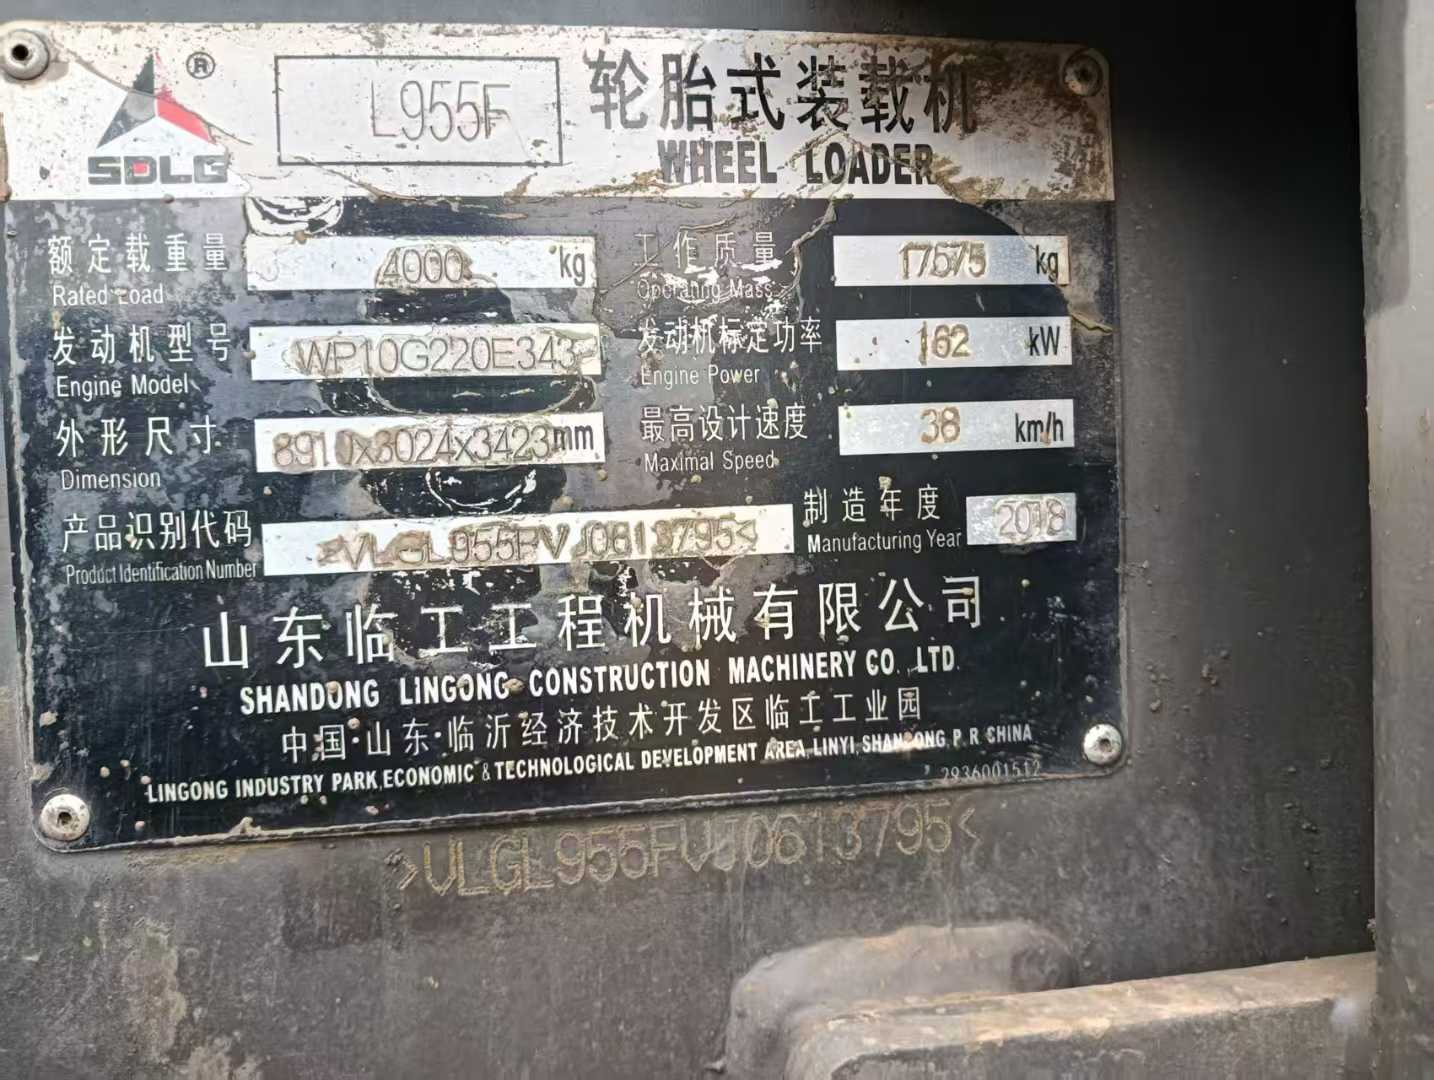 SDLG ®
L955F
轮胎式装载机
WHEEL LOADER
额定载重量 4000 kg
Rated Load
工作质量 17575 kg
Operating Mass
发动机型号 WP10G220E343
Engine Model
发动机标定功率 162 kW
Engine Power
外形尺寸 8910x3024x3423mm
Dimension
最高设计速度 38 km/h
Maximal Speed
产品识别代码 >VLGL955FVJ0613795<
Product Identification Number
制造年度 2018
Manufacturing Year
山东临工工程机械有限公司
SHANDONG LINGONG CONSTRUCTION MACHINERY CO. LTD.
中国·山东·临沂经济技术开发区临工工业园
LINGONG INDUSTRY PARK,ECONOMIC & TECHNOLOGICAL DEVELOPMENT AREA,LINYI,SHANDONG,P.R.CHINA
2936001512
>VLGL955FVJ0613795<